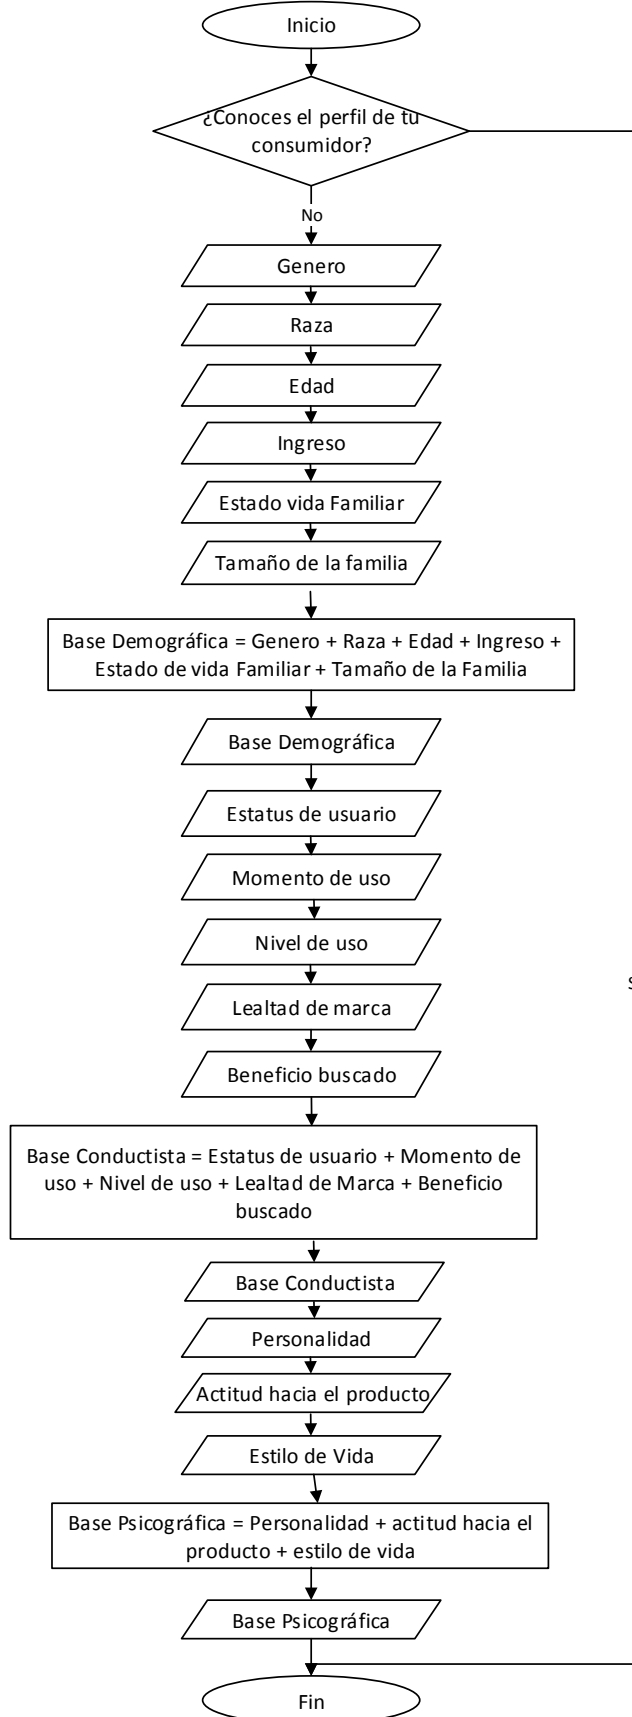 Inicio
¿Conoces el perfil de tu
consumidor?
No
Genero
Raza
Edad
Ingreso
Estado vida Familiar
Tamaño de la familia
Base Demográfica = Genero + Raza + Edad + Ingreso +
Estado de vida Familiar + Tamaño de la Familia
Base Demográfica
Estatus de usuario
Momento de uso
Nivel de uso
S
Lealtad de marca
Beneficio buscado
Base Conductista = Estatus de usuario + Momento de
uso + Nivel de uso + Lealtad de Marca + Beneficio
buscado
Base Conductista
Personalidad
Actitud hacia el producto
Estilo de Vida
Base Psicográfica = Personalidad + actitud hacia el
producto + estilo de vida
Base Psicográfica
Fin